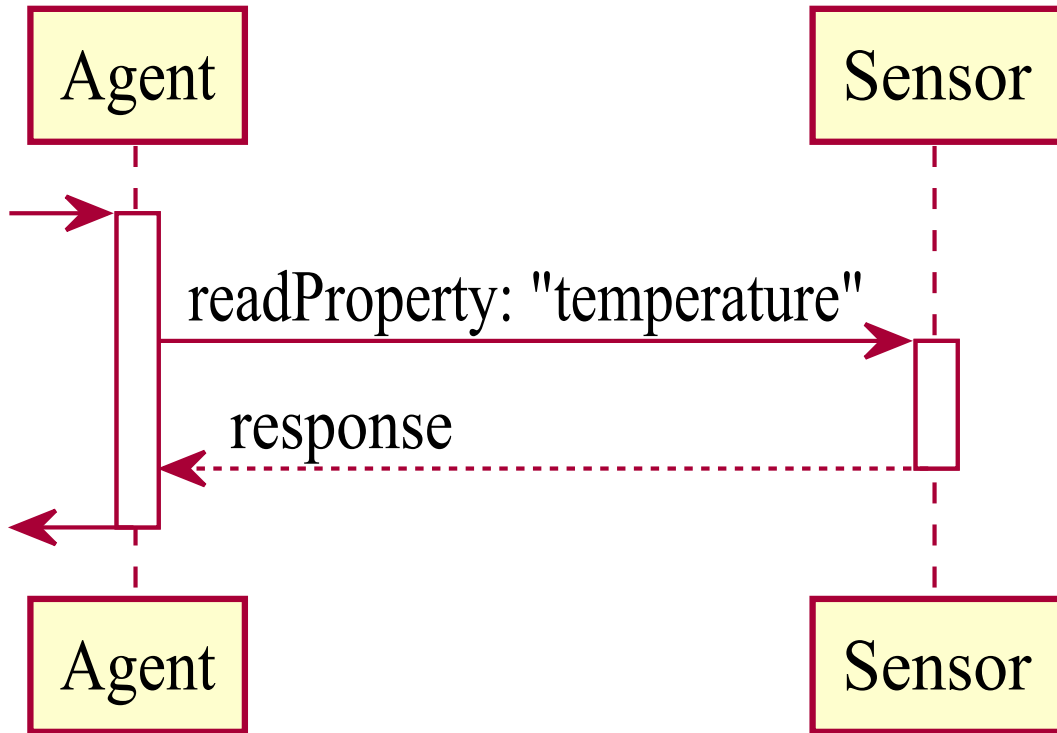 Agent
Sensor
readProperty: "temperature"
response
Agent
Sensor